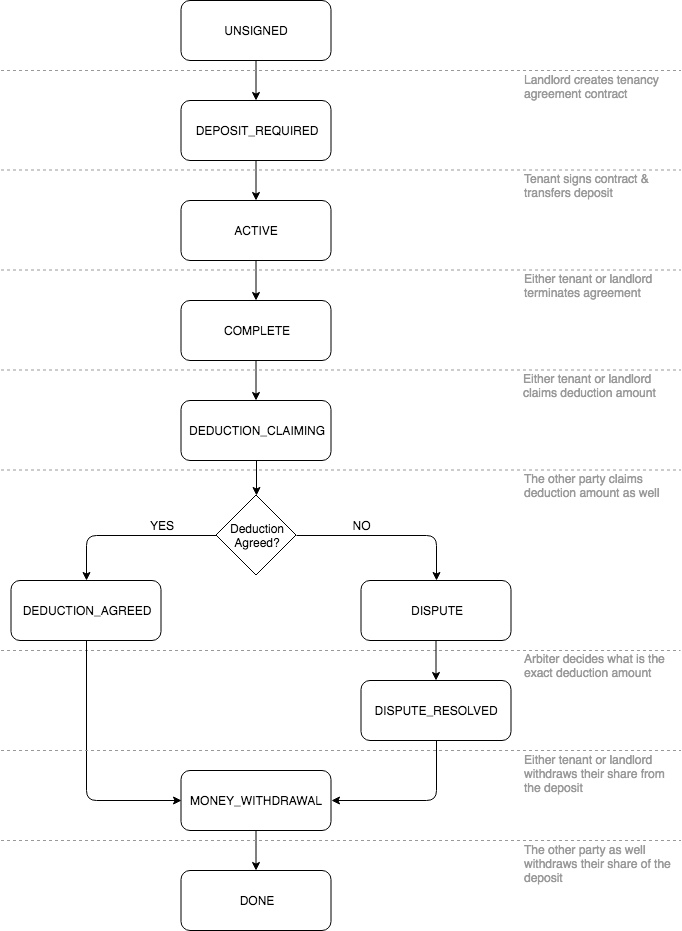 UNSIGNED
Landlord creates tenancy
agreement contract
DEPOSIT_REQUIRED
Tenant signs contract &
transfers deposit
ACTIVE
Either tenant or landlord
terminates agreement
COMPLETE
Either tenant or landlord
claims deduction amount
DEDUCTION_CLAIMING
The other party claims
deduction amount as well
YES
Deduction
Agreed?
NO
DEDUCTION_AGREED
DISPUTE
Arbiter decides what is the
exact deduction amount
DISPUTE_RESOLVED
Either tenant or landlord
withdraws their share from
the deposit
MONEY_WITHDRAWAL
The other party as well
withdraws their share of the
deposit
DONE